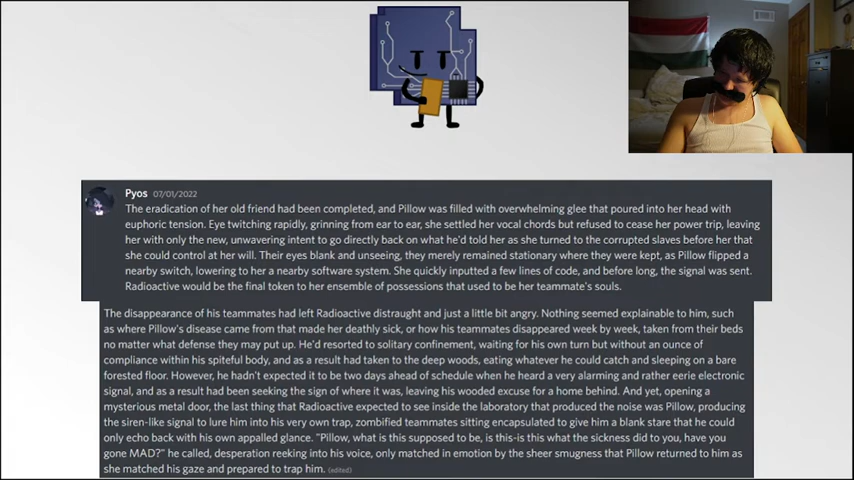 Pyos 07/01/2022
The eradication of her old friend had been completed, and Pillow was filled with overwhelming glee that poured into her head with
euphoric tension. Eye twitching rapidly, grinning from ear to ear, she settled her vocal chords but refused to cease her power trip, leaving
her with only the new, unwavering intent to go directly back on what he'd told her as she turned to the corrupted slaves before her that
she could control at her will. Their eyes blank and unseeing, they merely remained stationary where they were kept, as Pillow flipped a
nearby switch, lowering to her a nearby software system. She quickly inputted a few lines of code, and before long, the signal was sent.
Radioactive would be the final token to her ensemble of possessions that used to be her teammate's souls.
The disappearance of his teammates had left Radioactive distraught and just a little bit angry. Nothing seemed explainable to him, such
as where Pillow's disease came from that made her deathly sick, or how his teammates disappeared week by week, taken from their beds
no matter what defense they may put up. He'd resorted to solitary confinement, waiting for his own turn but without an ounce of
compliance within his spiteful body, and as a result had taken to the deep woods, eating whatever he could catch and sleeping on a bare
forested floor. However, he hadn't expected it to be two days ahead of schedule when he heard a very alarming and rather eerie electronic
signal, and as a result had been seeking the sign of where it was, leaving his wooded excuse for a home behind. And yet, opening a
mysterious metal door, the last thing that Radioactive expected to see inside the laboratory that produced the noise was Pillow, producing
the siren-like signal to lure him into his very own trap, zombified teammates sitting encapsulated to give him a blank stare that he could
only echo back with his own appalled glance. "Pillow, what is this supposed to be, is this-is this what the sickness did to you, have you
gone MAD?" he called, desperation reeking into his voice, only matched in emotion by the sheer smugness that Pillow returned to him as
she matched his gaze and prepared to trap him. (edited)